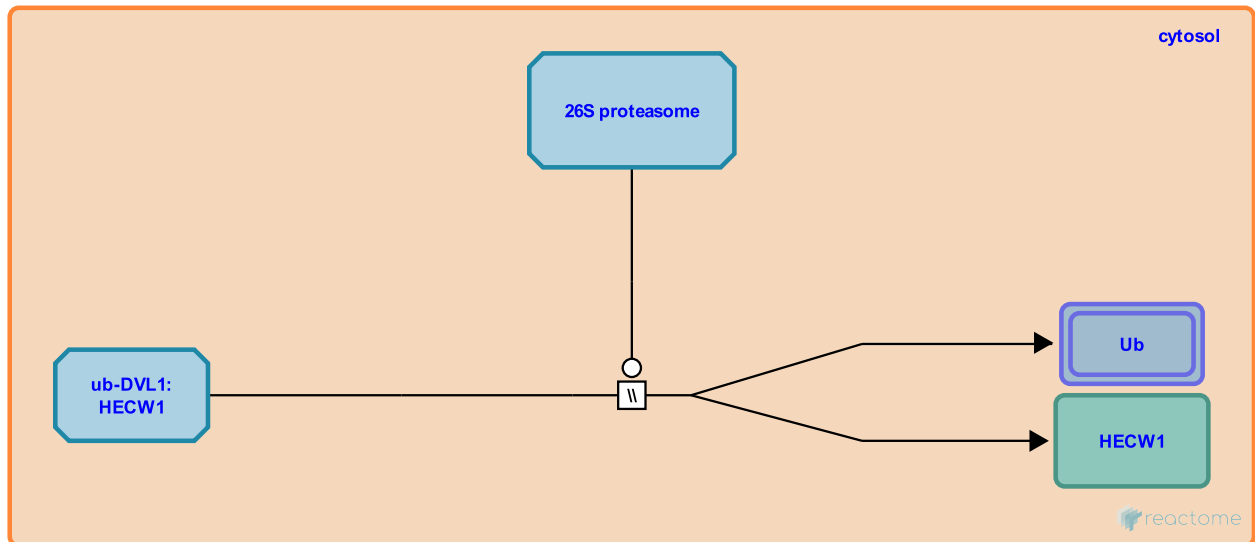 cytosol
26S proteasome
ub-DVL1:
HECW1
\\
Ub
HECW1
reactome